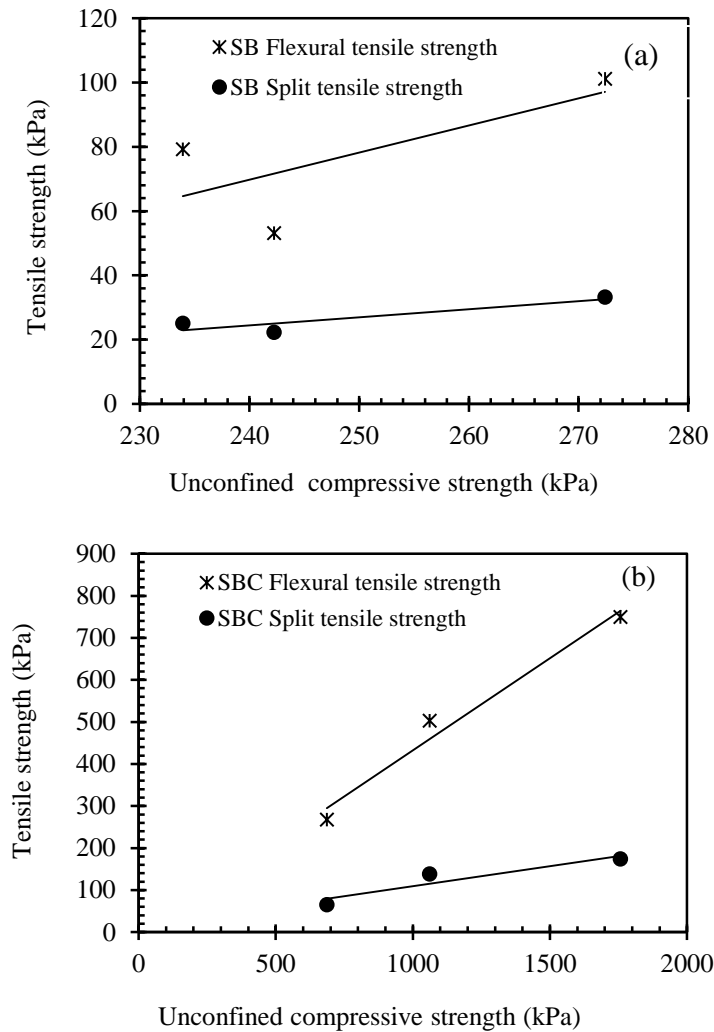 120
100
80
60
40
20
0
Tensile strength (kPa)
SB Flexural tensile strength
SB Split tensile strength
(a)
230 240 250 260 270 280
Unconfined compressive strength (kPa)
900
800
700
600
500
400
300
200
100
0
Tensile strength (kPa)
SBC Flexural tensile strength
SBC Split tensile strength
(b)
0 500 1000 1500 2000
Unconfined compressive strength (kPa)